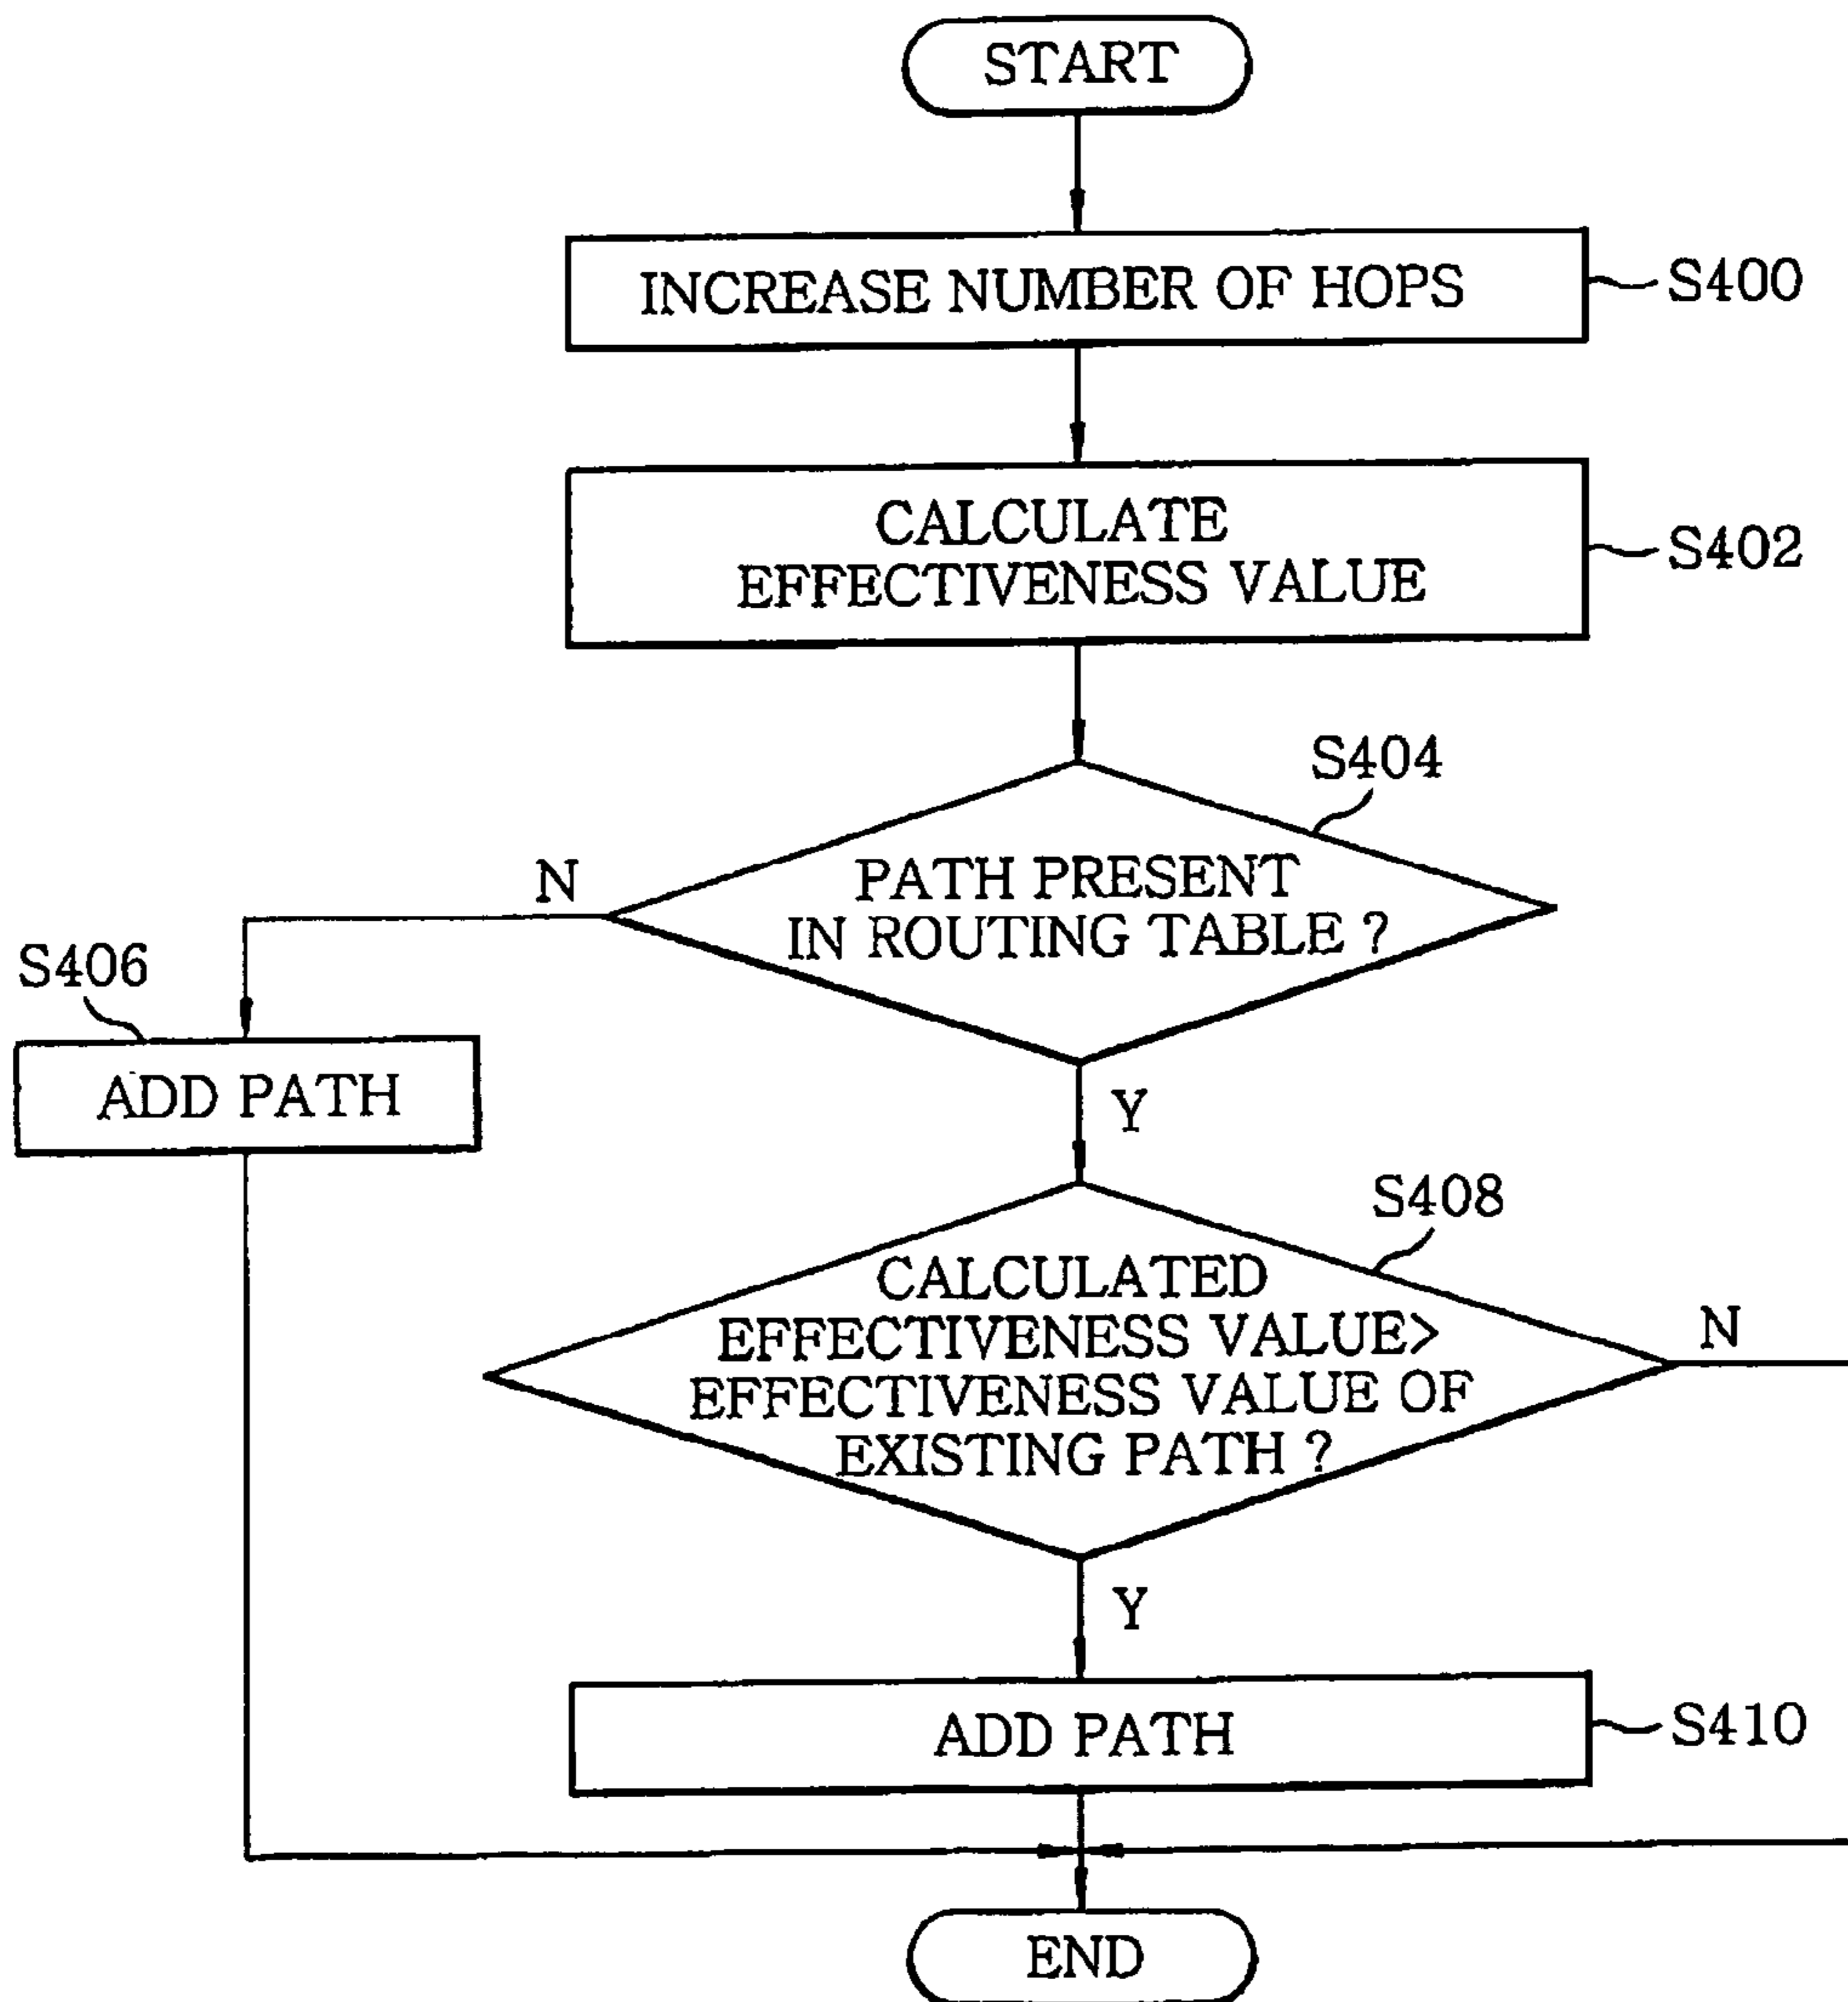 START
INCREASE NUMBER OF HOPS
S400
CALCULATE
EFFECTIVENESS VALUE
S402
S404
PATH PRESENT
IN ROUTING TABLE ?
N
S406
ADD PATH
Y
S408
CALCULATED
EFFECTIVENESS VALUE>
EFFECTIVENESS VALUE OF
EXISTING PATH ?
N
Y
ADD PATH
S410
END